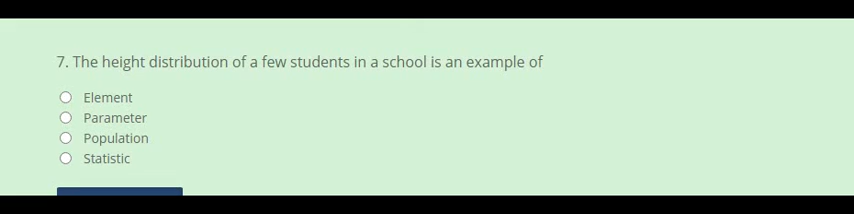 7. The height distribution of a few students in a school is an example of
Element
Parameter
Population
Statistic